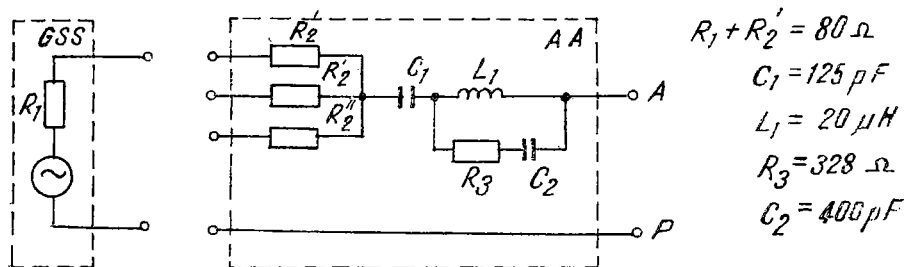 GSS
R₁
R₂'
R₂'
R₂''
C₁
L₁
AA
A
R₃
C₂
P
R₁ + R₂' = 80 Ω
C₁ = 125 pF
L₁ = 20 μH
R₃ = 328 Ω
C₂ = 400 pF